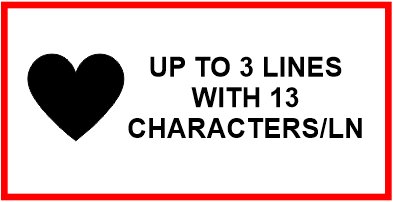 UP TO 3 LINES
WITH 13
CHARACTERS/LN